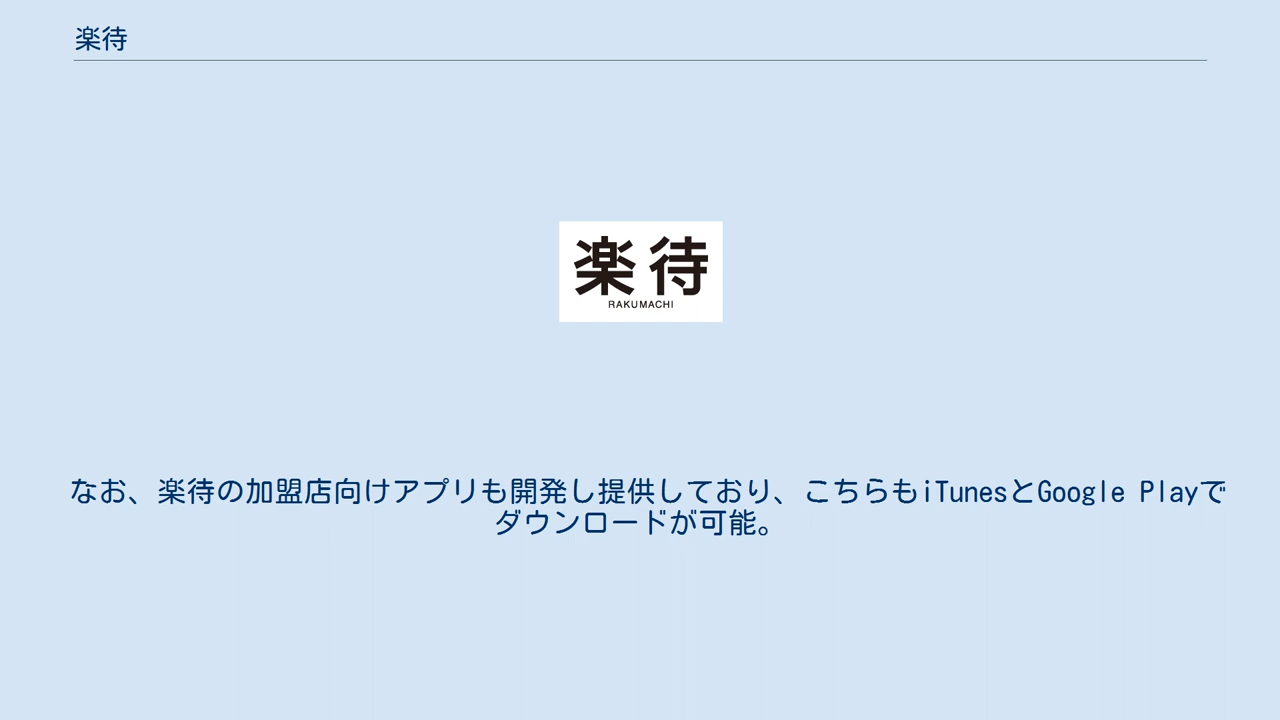 楽待
楽待
RAKUMACHI
なお、楽待の加盟店向けアプリも開発し提供しており、こちらもiTunesとGoogle Playで
ダウンロードが可能。